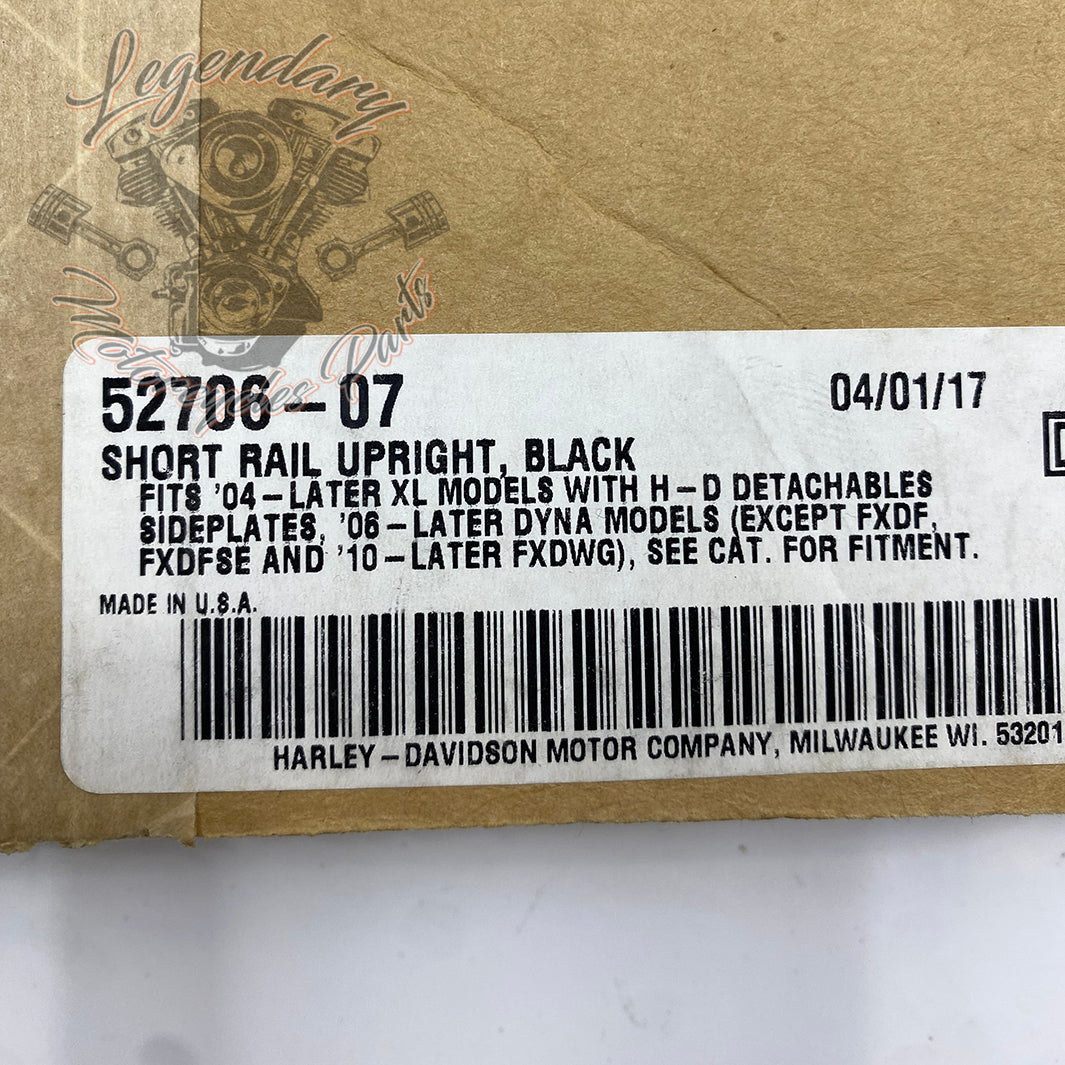 Legendary
Motorcycles Parts
52706-07 04/01/17
SHORT RAIL UPRIGHT, BLACK
FITS '04-LATER XL MODELS WITH H-D DETACHABLES
SIDEPLATES, '06-LATER DYNA MODELS (EXCEPT FXDF,
FXDFSE AND '10-LATER FXDWG), SEE CAT. FOR FITMENT.
MADE IN U.S.A.
HARLEY-DAVIDSON MOTOR COMPANY, MILWAUKEE WI. 53201